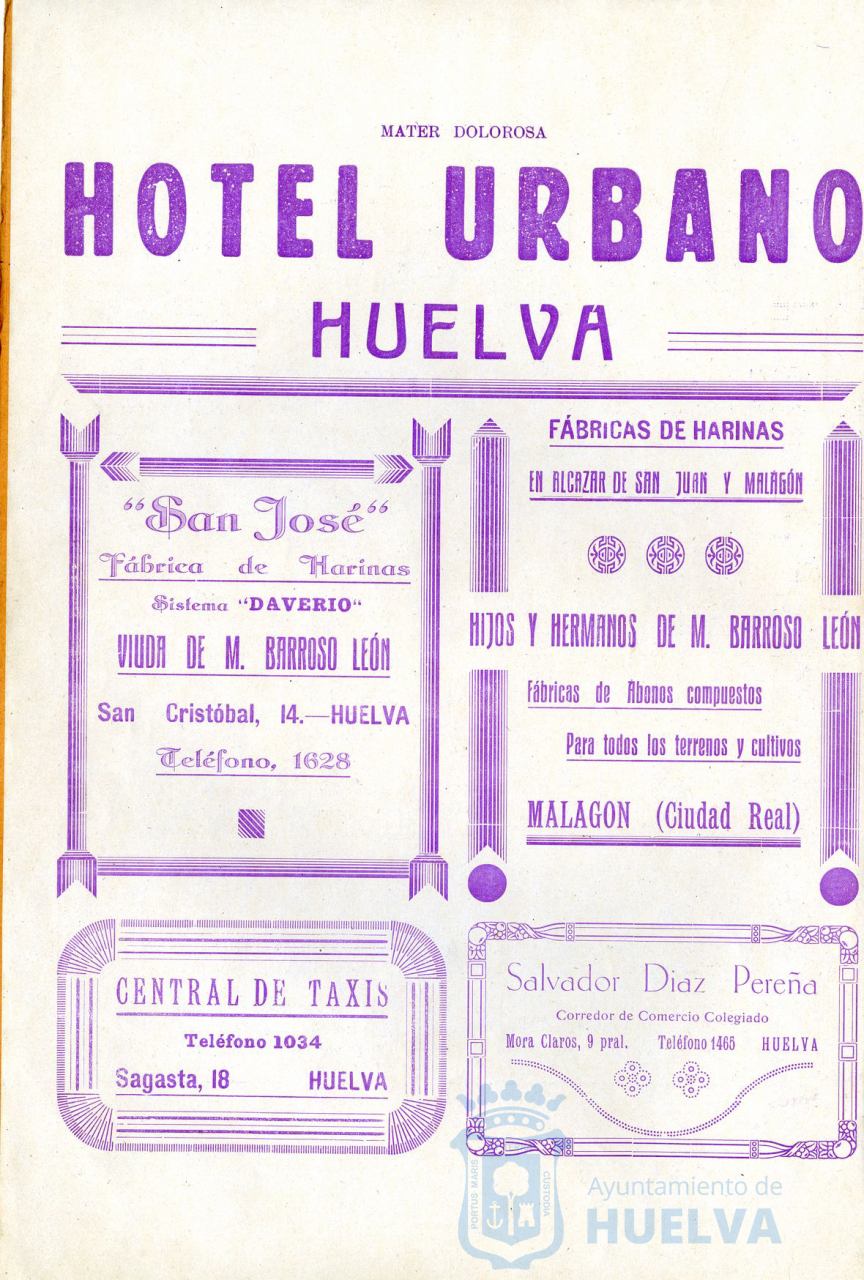 MATER DOLOROSA
HOTEL URBANO
HUELVA
“San José“
Fábrica de Harinas
Sistema “DAVERIO“
VIUDA DE M. BARROSO LEÓN
San Cristóbal, 14.—HUELVA
Teléfono, 1628
FÁBRICAS DE HARINAS
EN ALCAZAR DE SAN JUAN Y MALAGÓN
HIJOS Y HERMANOS DE M. BARROSO LEÓN
Fábricas de Abonos compuestos
Para todos los terrenos y cultivos
MALAGON (Ciudad Real)
CENTRAL DE TAXIS
Teléfono 1034
Sagasta, 18 HUELVA
Salvador Diaz Pereña
Corredor de Comercio Colegiado
Mora Claros, 9 pral. Teléfono 1465 HUELVA
PORTUS MARIS
CUSTODIA
Ayuntamiento de
HUELVA